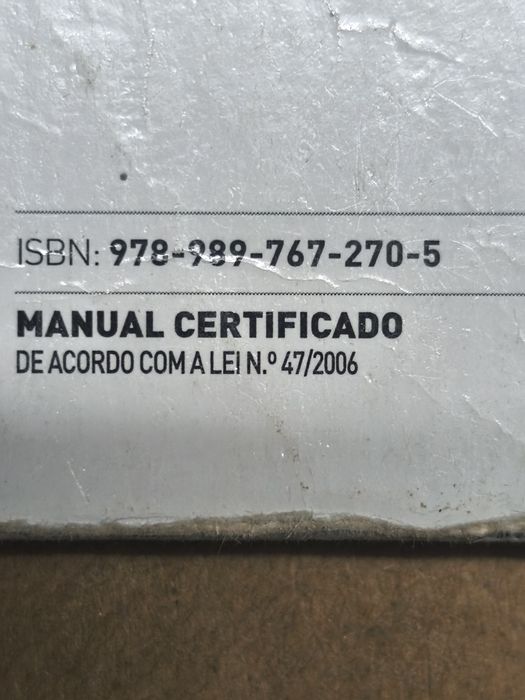 ISBN: 978-989-767-270-5
MANUAL CERTIFICADO
DE ACORDO COM A LEI N.º 47/2006